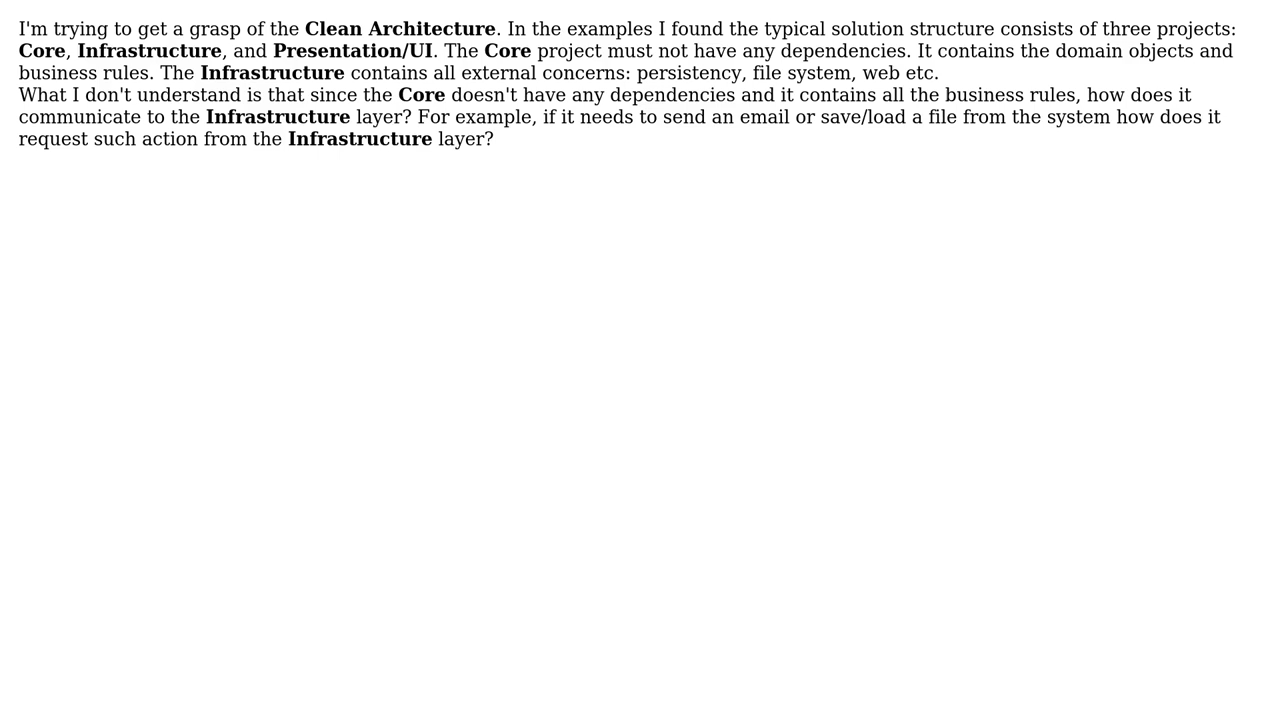 I'm trying to get a grasp of the Clean Architecture. In the examples I found the typical solution structure consists of three projects:
Core, Infrastructure, and Presentation/UI. The Core project must not have any dependencies. It contains the domain objects and
business rules. The Infrastructure contains all external concerns: persistency, file system, web etc.
What I don't understand is that since the Core doesn't have any dependencies and it contains all the business rules, how does it
communicate to the Infrastructure layer? For example, if it needs to send an email or save/load a file from the system how does it
request such action from the Infrastructure layer?